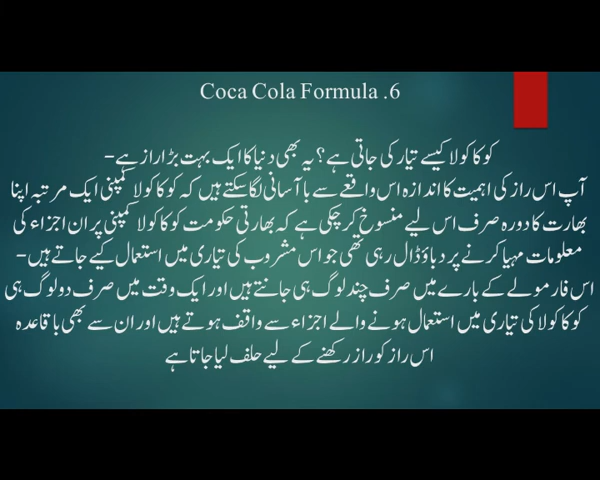 Coca Cola Formula .6
کوکا کولا کیسے تیار کی جاتی ہے؟ یہ بھی دنیا کا ایک بہت بڑا راز ہے-
آپ اس راز کی اہمیت کا اندازہ اس واقعے سے باآسانی لگا سکتے ہیں کہ کوکا کولا کمپنی ایک مرتبہ اپنا
بھارت کا دورہ صرف اس لیے منسوخ کرچکی ہے کہ بھارتی حکومت کوکا کولا کمپنی پر ان اجزاء کی
معلومات مہیا کرنے پر دباؤ ڈال رہی تھی جو اس مشروب کی تیاری میں استعمال کیے جاتے ہیں-
اس فارمولے کے بارے میں صرف چند لوگ ہی جانتے ہیں اور ایک وقت میں صرف دو لوگ ہی
کوکا کولا کی تیاری میں استعمال ہونے والے اجزاء سے واقف ہوتے ہیں اور ان سے بھی باقاعدہ
اس راز کو راز رکھنے کے لیے حلف لیا جاتا ہے